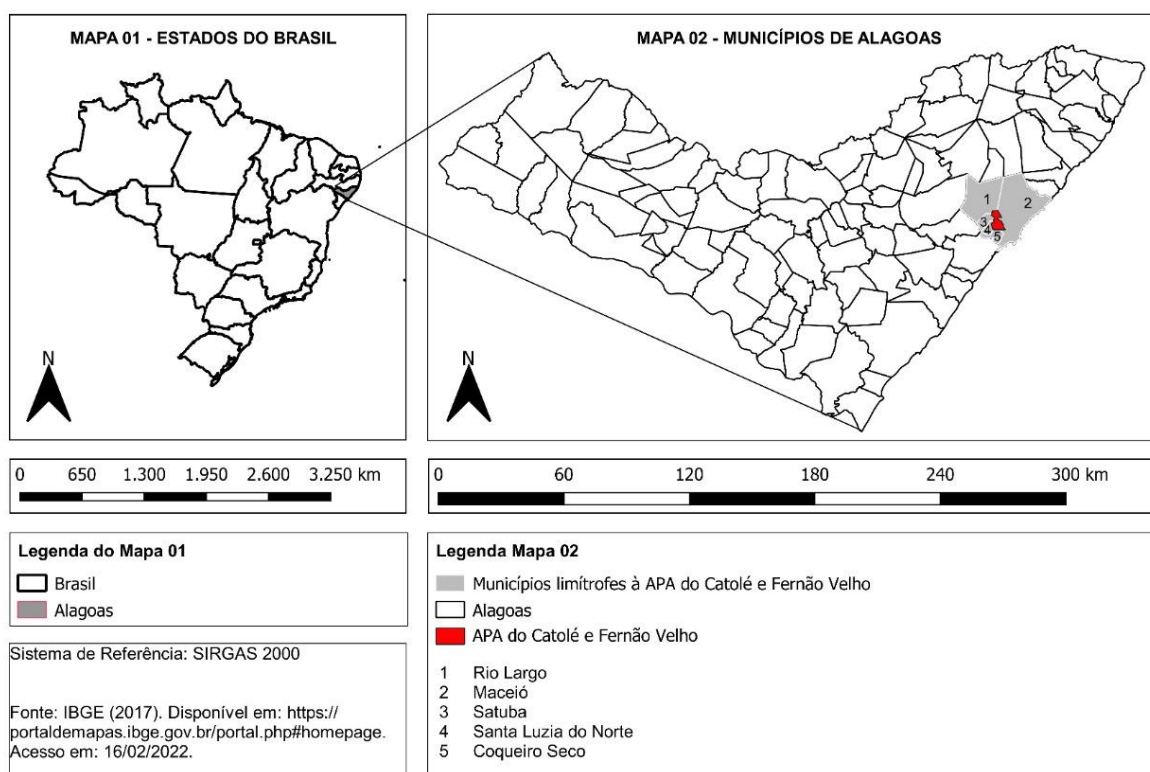 MAPA 01 - ESTADOS DO BRASIL
N
0 650 1.300 1.950 2.600 3.250 km
MAPA 02 - MUNICÍPIOS DE ALAGOAS
1
2
3
4
5
N
0 60 120 180 240 300 km
Legenda do Mapa 01
Brasil
Alagoas
Sistema de Referência: SIRGAS 2000
Fonte: IBGE (2017). Disponível em: https://
portaldemapas.ibge.gov.br/portal.php#homepage.
Acesso em: 16/02/2022.
Legenda Mapa 02
Municípios limítrofes à APA do Catolé e Fernão Velho
Alagoas
APA do Catolé e Fernão Velho
1 Rio Largo
2 Maceió
3 Satuba
4 Santa Luzia do Norte
5 Coqueiro Seco